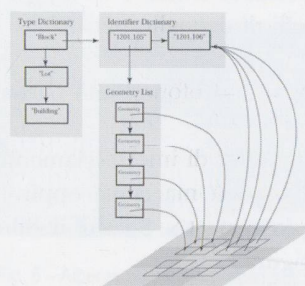 Type Dictionary
"Block"
"Lot"
"Building"
Identifier Dictionary
"1201.105"
"1201.106"
Geometry List
Geometry
Geometry
Geometry
Geometry